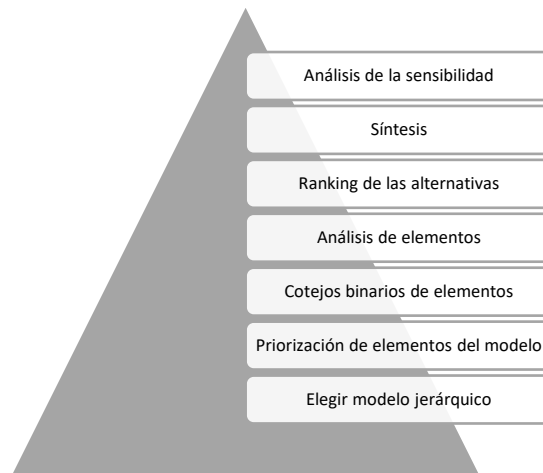 Análisis de la sensibilidad
Síntesis
Ranking de las alternativas
Análisis de elementos
Cotejos binarios de elementos
Priorización de elementos del modelo
Elegir modelo jerárquico